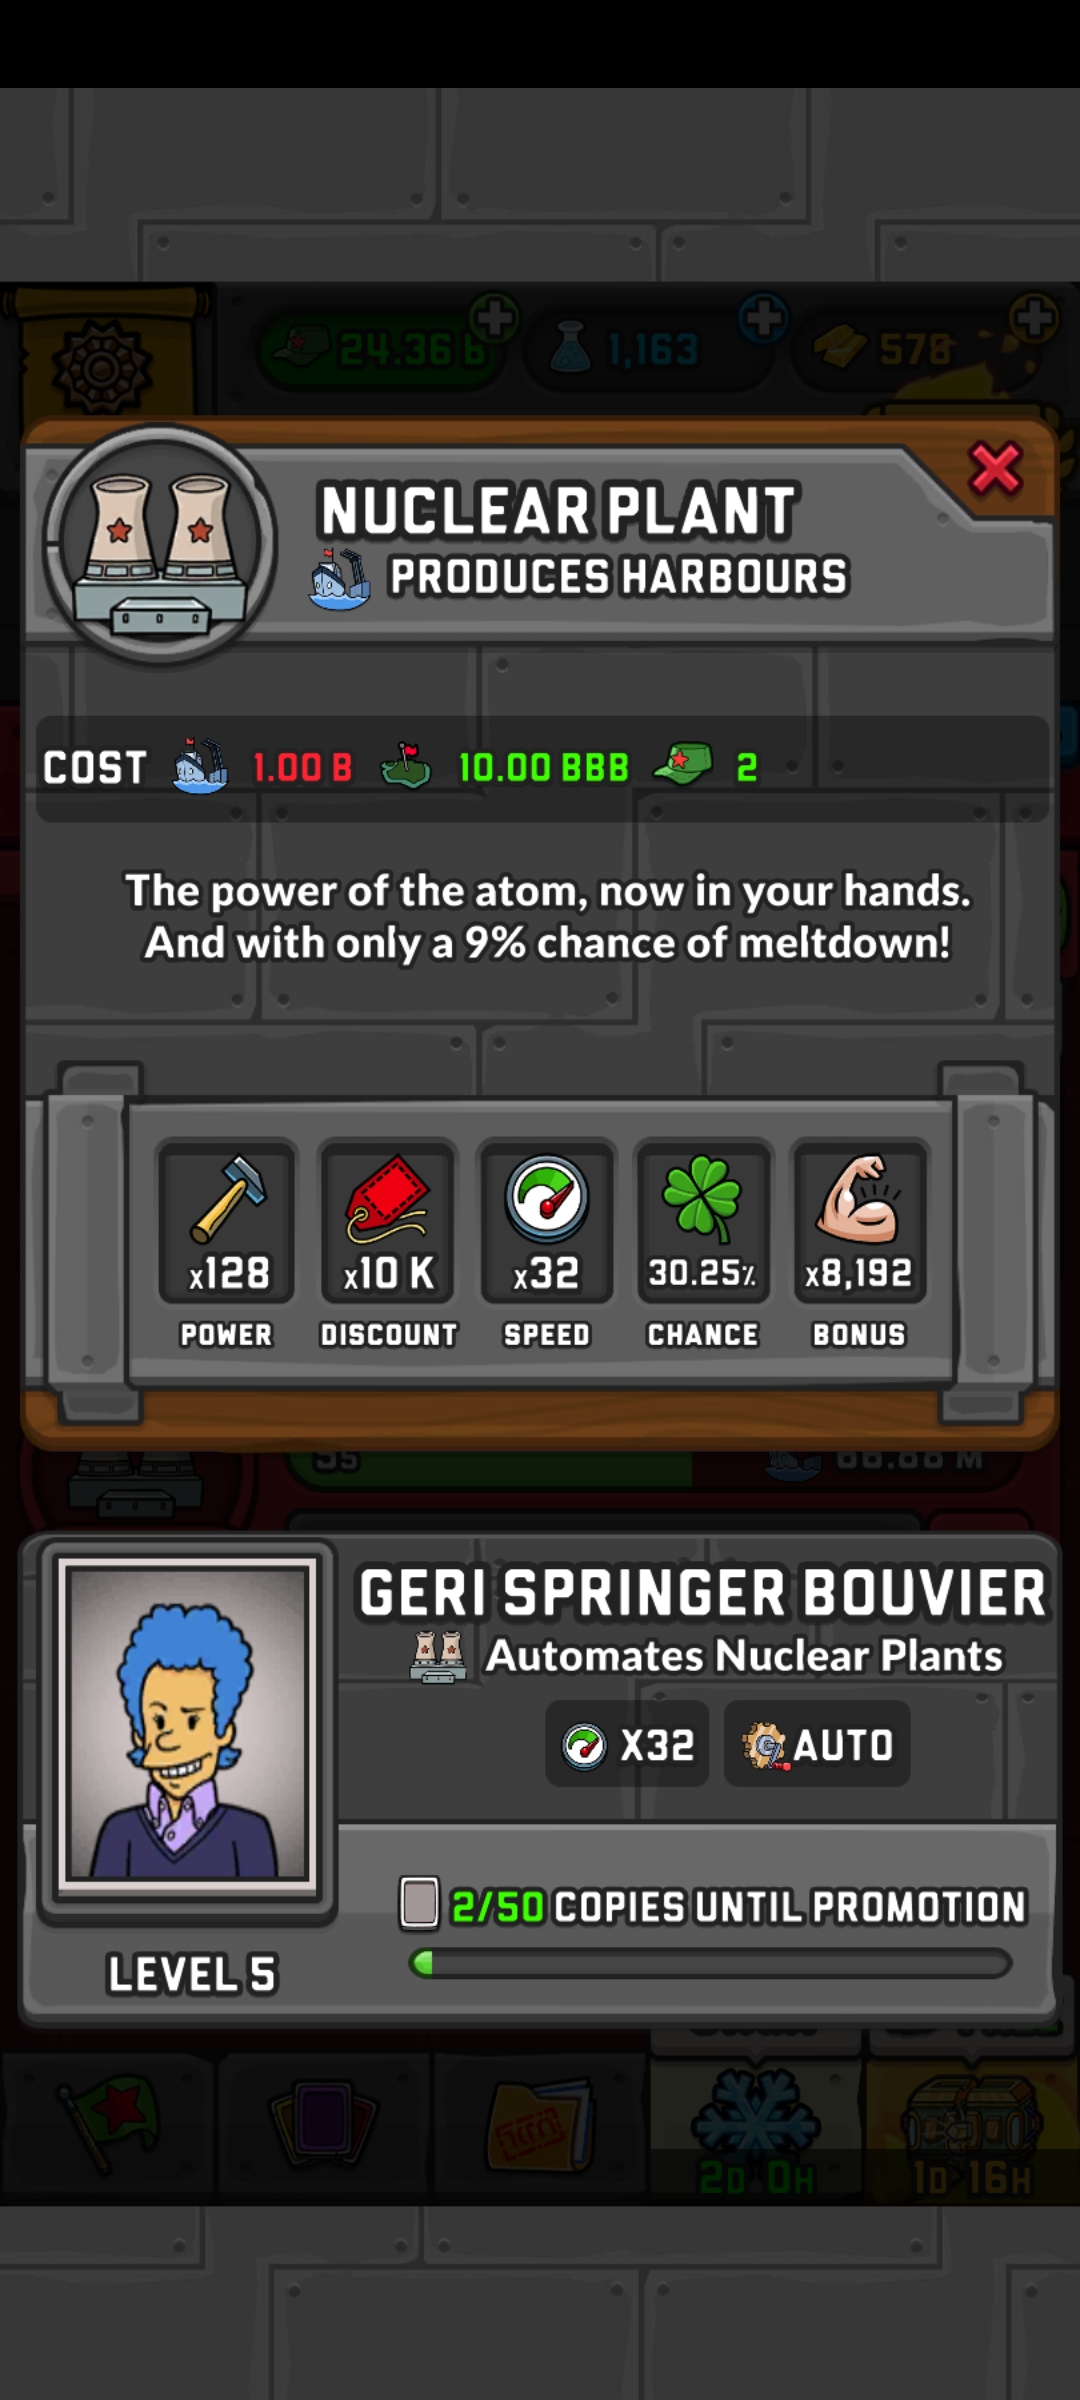 24.36 B 1,163 578
NUCLEAR PLANT
PRODUCES HARBOURS
COST 1.00 B 10.00 BBB 2
The power of the atom, now in your hands.
And with only a 9% chance of meltdown!
x128 x10 K x32 30.25% x8,192
POWER DISCOUNT SPEED CHANCE BONUS
GERI SPRINGER BOUVIER
Automates Nuclear Plants
X32 AUTO
2/50 COPIES UNTIL PROMOTION
LEVEL 5
2D 0H 1D 16H